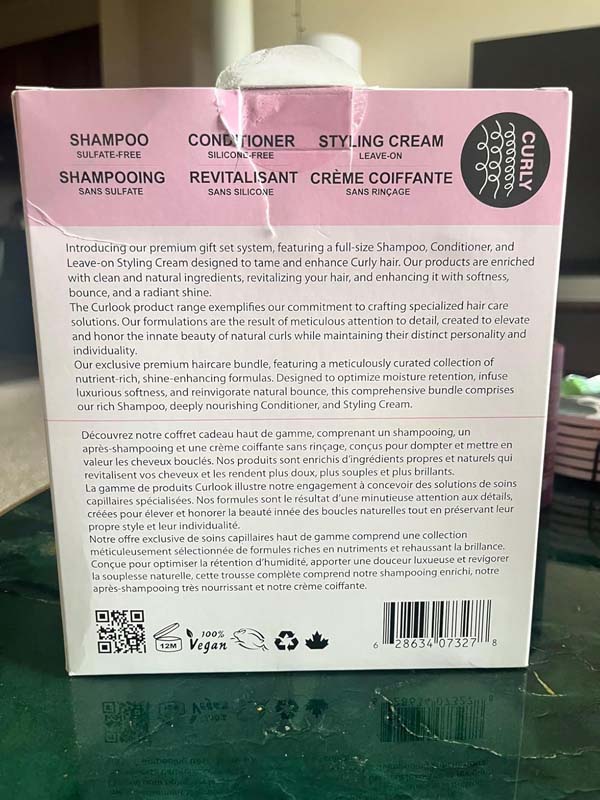 SHAMPOO CONDITIONER STYLING CREAM
SULFATE-FREE SILICONE-FREE LEAVE-ON
SHAMPOOING REVITALISANT CRÈME COIFFANTE
SANS SULFATE SANS SILICONE SANS RINÇAGE
CURLY
Introducing our premium gift set system, featuring a full-size Shampoo, Conditioner, and
Leave-on Styling Cream designed to tame and enhance Curly hair. Our products are enriched
with clean and natural ingredients, revitalizing your hair, and enhancing it with softness,
bounce, and a radiant shine.
The Curlook product range exemplifies our commitment to crafting specialized hair care
solutions. Our formulations are the result of meticulous attention to detail, created to elevate
and honor the innate beauty of natural curls while maintaining their distinct personality and
individuality.
Our exclusive premium haircare bundle, featuring a meticulously curated collection of
nutrient-rich, shine-enhancing formulas. Designed to optimize moisture retention, infuse
luxurious softness, and reinvigorate natural bounce, this comprehensive bundle comprises
our rich Shampoo, deeply nourishing Conditioner, and Styling Cream.
Découvrez notre coffret cadeau haut de gamme, comprenant un shampooing, un
après-shampooing et une crème coiffante sans rinçage, conçus pour dompter et mettre en
valeur les cheveux bouclés. Nos produits sont enrichis d'ingrédients propres et naturels qui
revitalisent vos cheveux et les rendent plus doux, plus souples et plus brillants.
La gamme de produits Curlook illustre notre engagement à concevoir des solutions de soins
capillaires spécialisées. Nos formules sont le résultat d'une minutieuse attention aux détails,
créées pour élever et honorer la beauté innée des boucles naturelles tout en préservant leur
propre style et leur individualité.
Notre offre exclusive de soins capillaires haut de gamme comprend une collection
méticuleusement sélectionnée de formules riches en nutriments et rehaussant la brillance.
Conçue pour optimiser la rétention d'humidité, apporter une douceur luxueuse et revigorer
la souplesse naturelle, cette trousse complète comprend notre shampooing enrichi, notre
après-shampooing très nourrissant et notre crème coiffante.
12M 100% Vegan
6 28634 07327 8